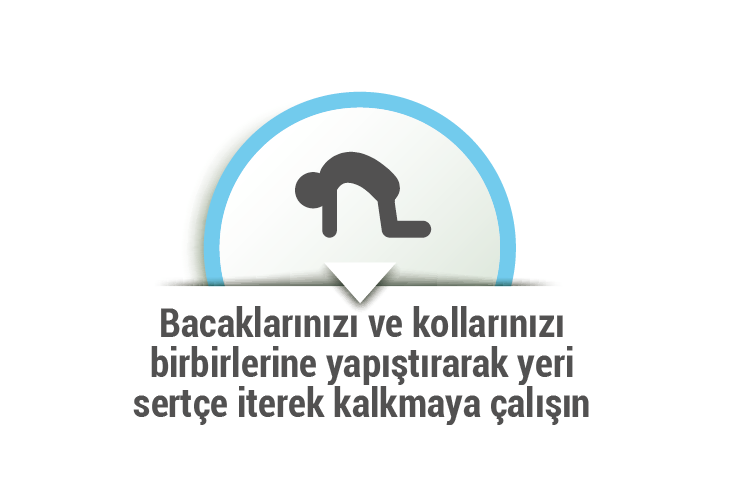 Bacaklarınızı ve kollarınızı
birbirlerine yapıştırarak yeri
sertçe iterek kalkmaya çalışın